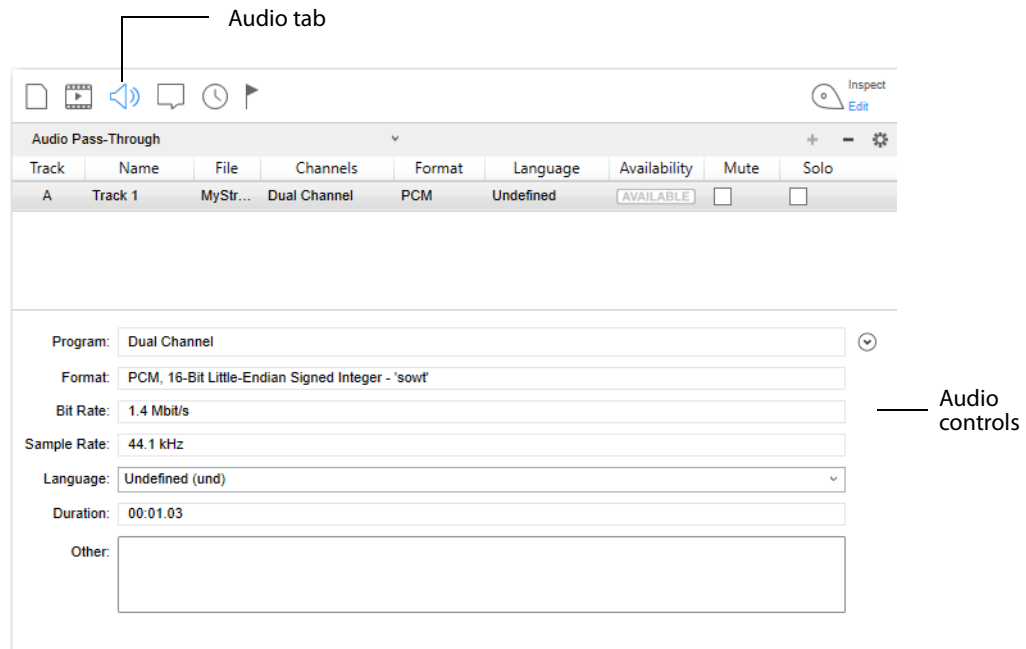 Audio tab
Inspect
Edit
Audio Pass-Through
Track Name File Channels Format Language Availability Mute Solo
A Track 1 MyStr... Dual Channel PCM Undefined AVAILABLE
Program: Dual Channel
Format: PCM, 16-Bit Little-Endian Signed Integer - 'sowt'
Bit Rate: 1.4 Mbit/s
Audio
controls
Sample Rate: 44.1 kHz
Language: Undefined (und)
Duration: 00:01.03
Other: